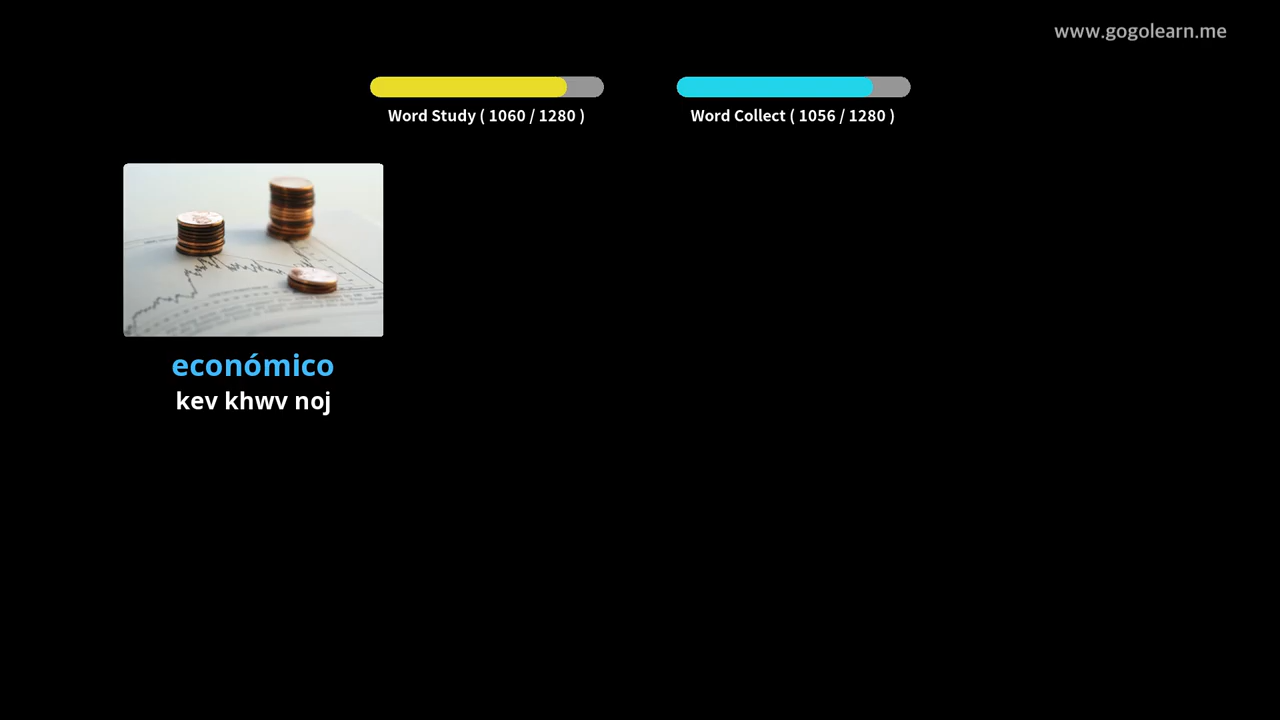 www.gogolearn.me
Word Study ( 1060 / 1280 )
Word Collect ( 1056 / 1280 )
económico
kev khwv noj